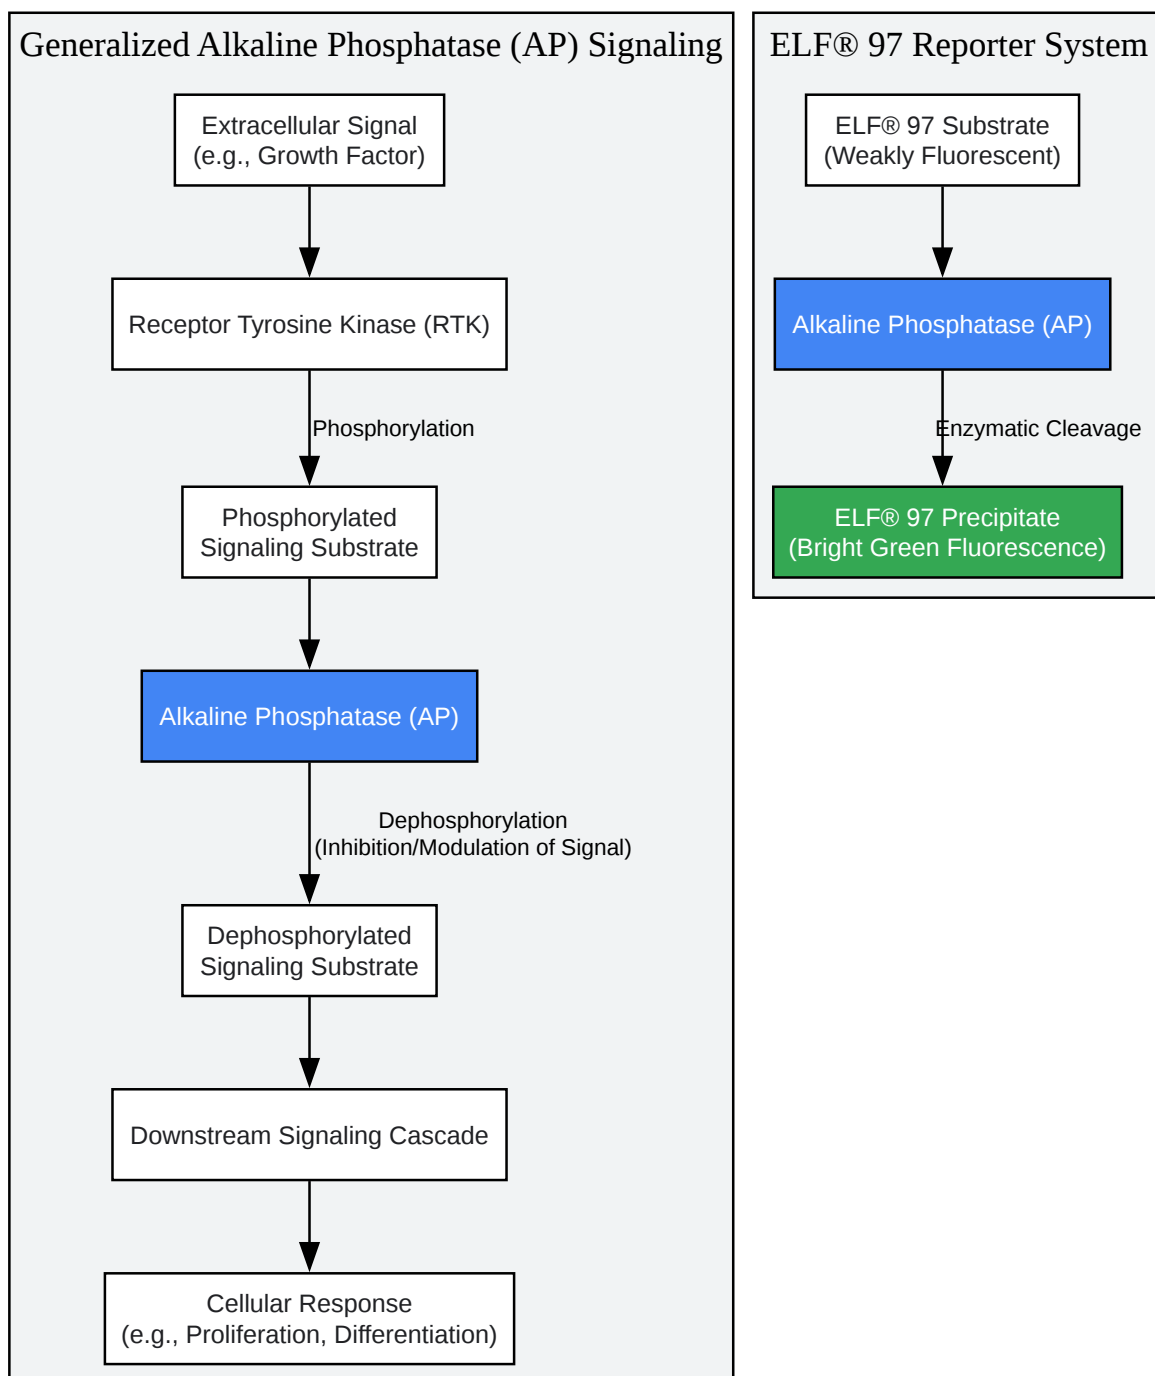 Generalized Alkaline Phosphatase (AP) Signaling
Extracellular Signal
(e.g., Growth Factor)
Receptor Tyrosine Kinase (RTK)
Phosphorylation
Phosphorylated
Signaling Substrate
Alkaline Phosphatase (AP)
Dephosphorylation
(Inhibition/Modulation of Signal)
Dephosphorylated
Signaling Substrate
Downstream Signaling Cascade
Cellular Response
(e.g., Proliferation, Differentiation)
ELF® 97 Reporter System
ELF® 97 Substrate
(Weakly Fluorescent)
Alkaline Phosphatase (AP)
Enzymatic Cleavage
ELF® 97 Precipitate
(Bright Green Fluorescence)